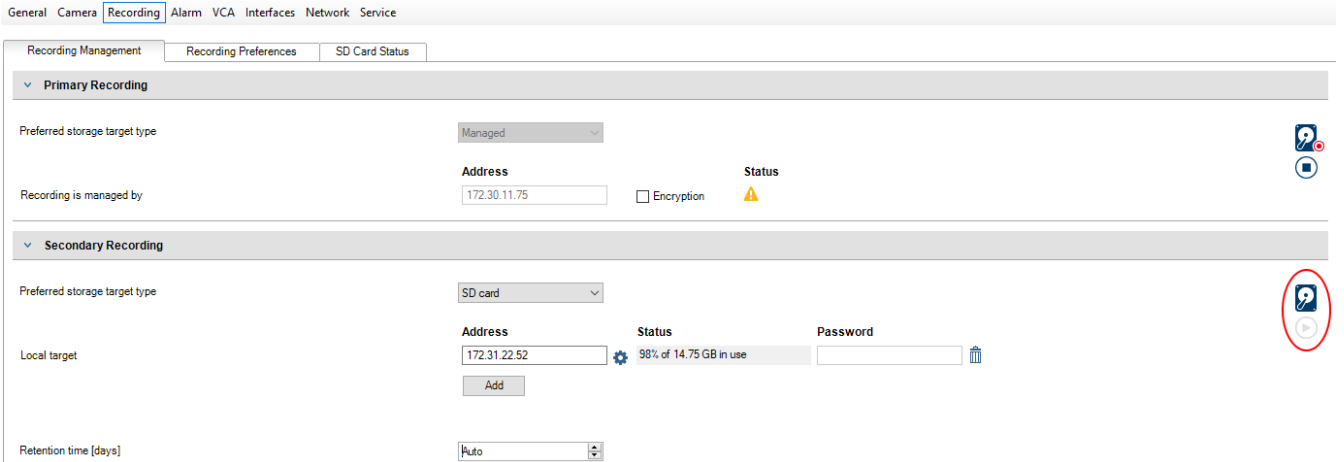 General Camera Recording Alarm VCA Interfaces Network Service
Recording Management Recording Preferences SD Card Status
Primary Recording
Preferred storage target type Managed
Address Status
Recording is managed by 172.30.11.75 Encryption
Secondary Recording
Preferred storage target type SD card
Address Status Password
Local target 172.31.22.52 98% of 14.75 GB in use
Add
Retention time [days] Auto